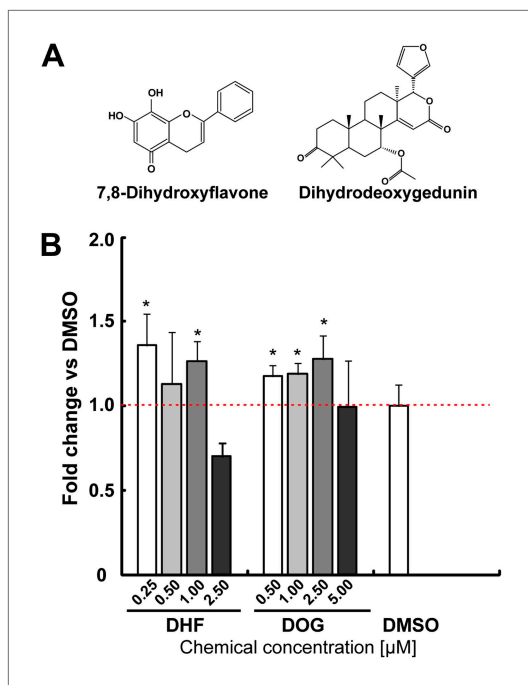 A
OH
HO
O
O
O
O
O
O
O
O
7,8-Dihydroxyflavone
Dihydrodeoxygedunin
B
Fold change vs DMSO
2.0
1.5
1.0
0.5
0
*
*
*
*
*
0.25 0.50 1.00 2.50 0.50 1.00 2.50 5.00
DHF DOG DMSO
Chemical concentration [µM]